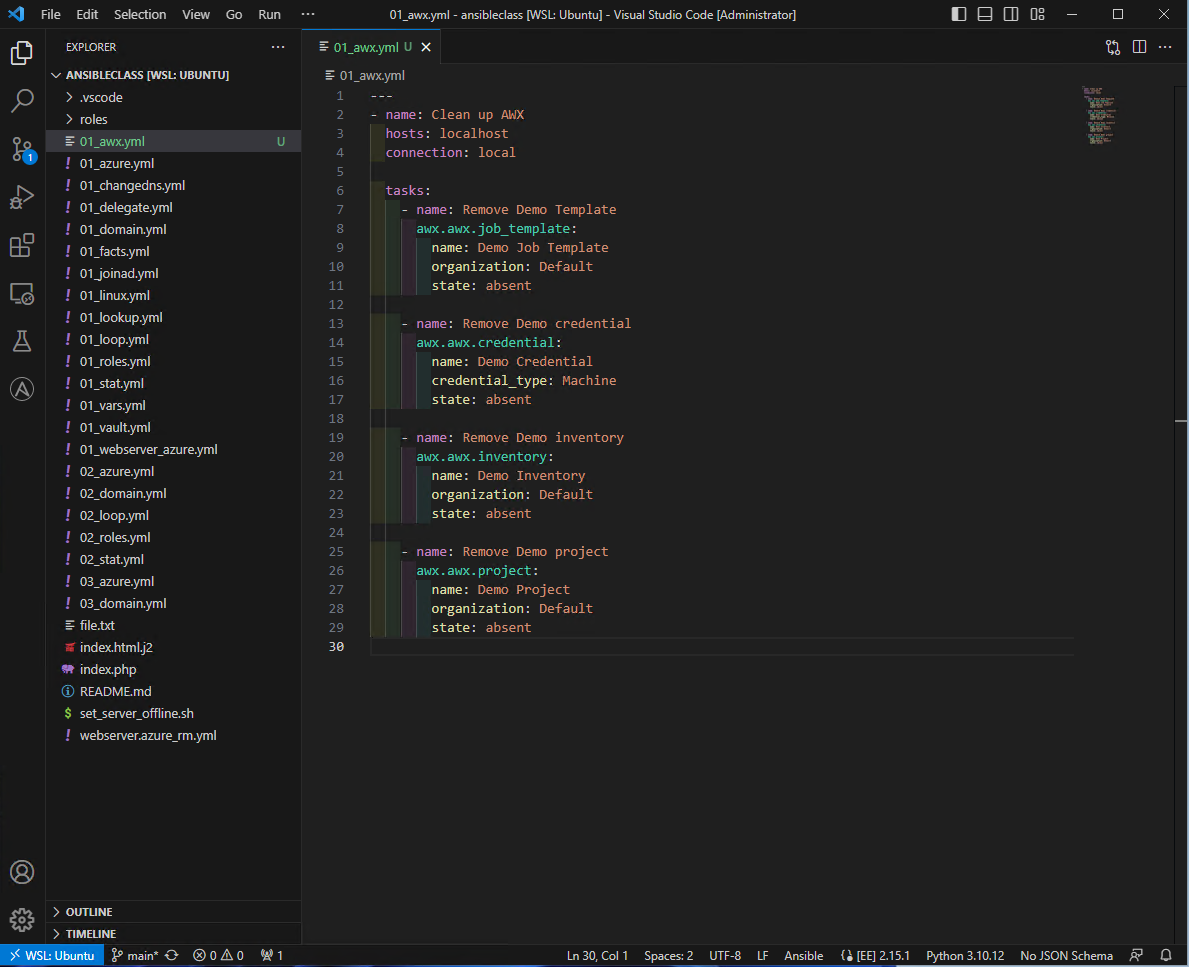 File Edit Selection View Go Run ··· 01_awx.yml - ansibleclass [WSL: Ubuntu] - Visual Studio Code [Administrator]
EXPLORER ···
ANSIBLECLASS [WSL: UBUNTU]
.vscode
roles
01_awx.yml U
! 01_azure.yml
! 01_changedns.yml
! 01_delegate.yml
! 01_domain.yml
! 01_facts.yml
! 01_joinad.yml
! 01_linux.yml
! 01_lookup.yml
! 01_loop.yml
! 01_roles.yml
! 01_stat.yml
! 01_vars.yml
! 01_vault.yml
! 01_webserver_azure.yml
! 02_azure.yml
! 02_domain.yml
! 02_loop.yml
! 02_roles.yml
! 02_stat.yml
! 03_azure.yml
! 03_domain.yml
file.txt
index.html.j2
index.php
README.md
$ set_server_offline.sh
! webserver.azure_rm.yml
OUTLINE
TIMELINE
1
01_awx.yml U
01_awx.yml
1 ---
2 - name: Clean up AWX
3 hosts: localhost
4 connection: local
5
6 tasks:
7 - name: Remove Demo Template
8 awx.awx.job_template:
9 name: Demo Job Template
10 organization: Default
11 state: absent
12
13 - name: Remove Demo credential
14 awx.awx.credential:
15 name: Demo Credential
16 credential_type: Machine
17 state: absent
18
19 - name: Remove Demo inventory
20 awx.awx.inventory:
21 name: Demo Inventory
22 organization: Default
23 state: absent
24
25 - name: Remove Demo project
26 awx.awx.project:
27 name: Demo Project
28 organization: Default
29 state: absent
30
WSL: Ubuntu main* 0 0 1 Ln 30, Col 1 Spaces: 2 UTF-8 LF Ansible [EE] 2.15.1 Python 3.10.12 No JSON Schema